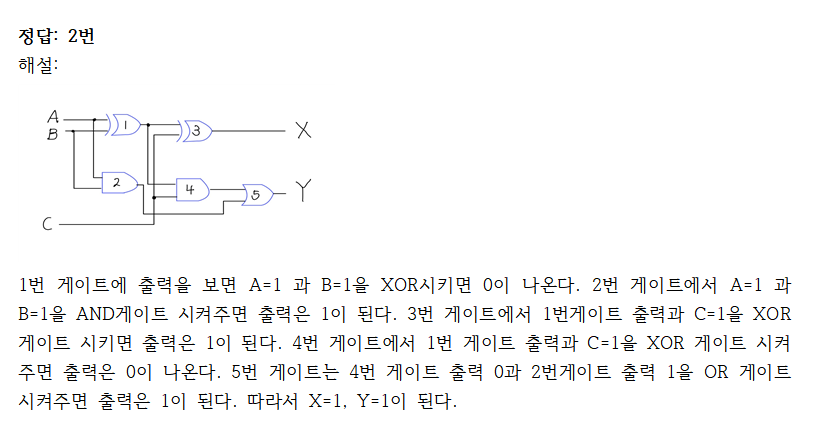 정답: 2번
해설:
A
B
1
3
X
2
4
5
Y
C
1번 게이트에 출력을 보면 A=1 과 B=1을 XOR시키면 0이 나온다. 2번 게이트에서 A=1 과
B=1을 AND게이트 시켜주면 출력은 1이 된다. 3번 게이트에서 1번게이트 출력과 C=1을 XOR
게이트 시키면 출력은 1이 된다. 4번 게이트에서 1번 게이트 출력과 C=1을 XOR 게이트 시켜
주면 출력은 0이 나온다. 5번 게이트는 4번 게이트 출력 0과 2번게이트 출력 1을 OR 게이트
시켜주면 출력은 1이 된다. 따라서 X=1, Y=1이 된다.